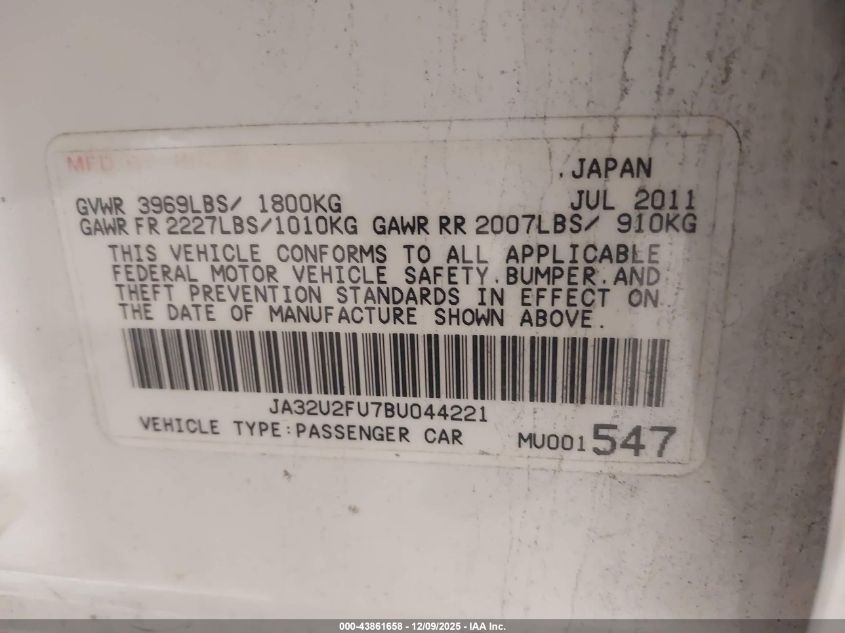 MFD
. JAPAN
GVWR 3969LBS/ 1800KG JUL 2011
GAWR FR 2227LBS/1010KG GAWR RR 2007LBS/ 910KG
THIS VEHICLE CONFORMS TO ALL APPLICABLE
FEDERAL MOTOR VEHICLE SAFETY, BUMPER, AND
THEFT PREVENTION STANDARDS IN EFFECT ON
THE DATE OF MANUFACTURE SHOWN ABOVE.
JA32U2FU7BU044221
VEHICLE TYPE:PASSENGER CAR MU001547
000-43861658 - 12/09/2025 - IAA Inc.